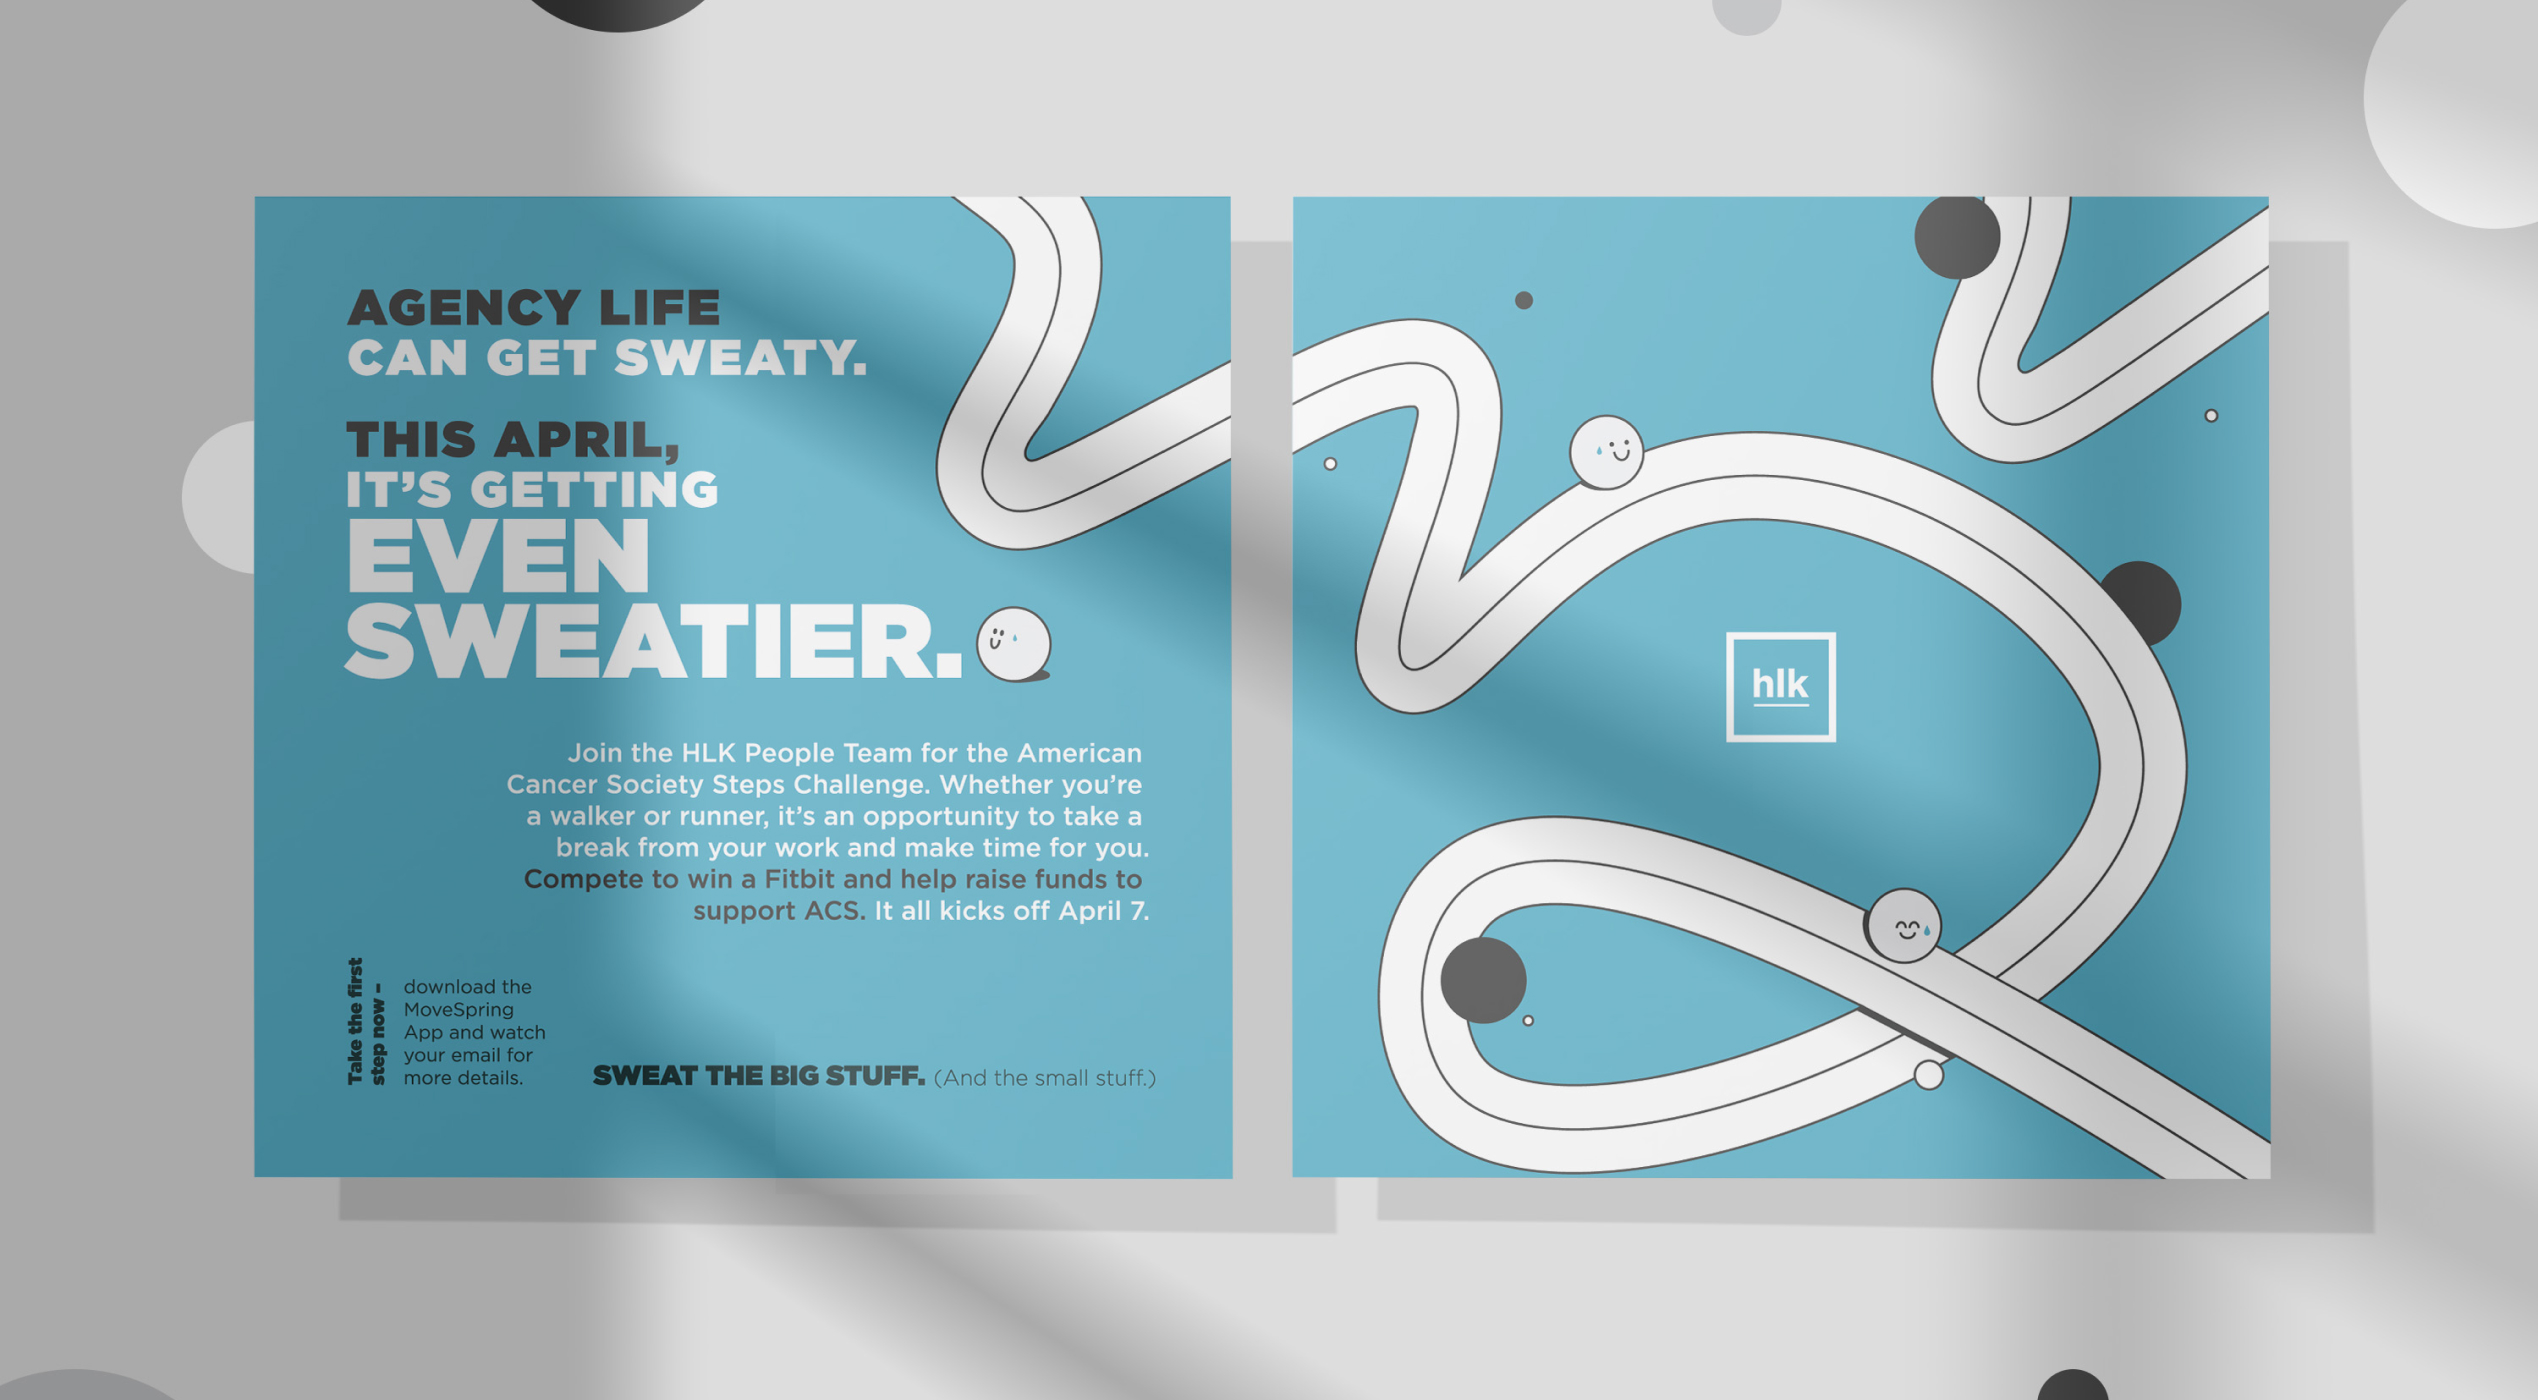 AGENCY LIFE
CAN GET SWEATY.
THIS APRIL,
IT'S GETTING
EVEN
SWEATIER.
Join the HLK People Team for the American
Cancer Society Steps Challenge. Whether you're
a walker or runner, it's an opportunity to take a
break from your work and make time for you.
Compete to win a Fitbit and help raise funds to
support ACS. It all kicks off April 7.
Take the first
step now –
download the
MoveSpring
App and watch
your email for
more details.
SWEAT THE BIG STUFF. (And the small stuff.)
hlk